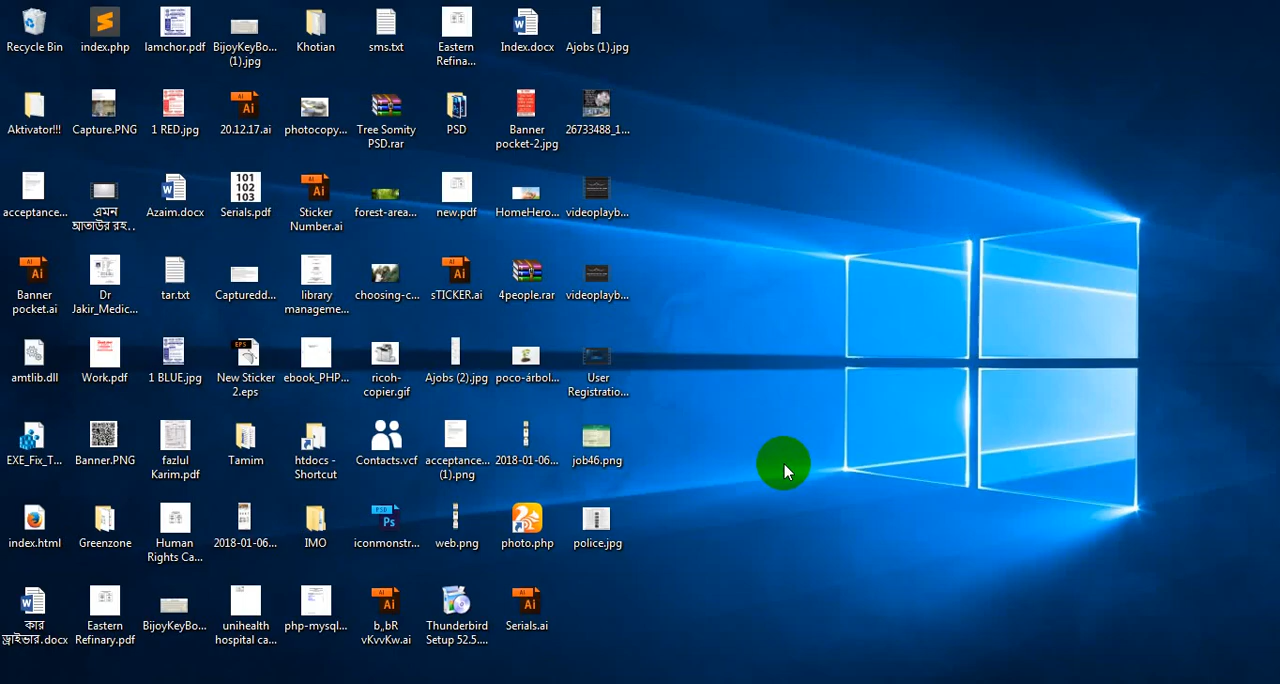 Recycle Bin
index.php
lamchor.pdf
BijoyKeyBo...
(1).jpg
Khotian
sms.txt
Eastern
Refina...
Index.docx
Ajobs (1).jpg
Aktivator!!!
Capture.PNG
1 RED.jpg
20.12.17.ai
photocopy...
Tree Somity
PSD.rar
PSD
Banner
pocket-2.jpg
26733488_1...
acceptance...
এমন
আতাউর রহ..
Azaim.docx
101
102
103
Serials.pdf
Sticker
Number.ai
forest-area...
new.pdf
HomeHero...
videoplayb...
Banner
pocket.ai
Dr
Jakir_Medic...
tar.txt
Capturedd...
library
manageme...
choosing-c...
sTICKER.ai
4people.rar
videoplayb...
amtlib.dll
Work.pdf
1 BLUE.jpg
New Sticker
2.eps
ebook_PHP...
ricoh-
copier.gif
Ajobs (2).jpg
poco-árbol...
User
Registratio...
EXE_Fix_T...
Banner.PNG
fazlul
Karim.pdf
Tamim
htdocs -
Shortcut
Contacts.vcf
acceptance...
(1).png
2018-01-06...
job46.png
index.html
Greenzone
Human
Rights Ca...
2018-01-06...
IMO
iconmonstr...
web.png
photo.php
police.jpg
কার
ড্রাইভার.docx
Eastern
Refinary.pdf
BijoyKeyBo...
unihealth
hospital ca...
php-mysql...
b„bR
vKvvKw.ai
Thunderbird
Setup 52.5....
Serials.ai